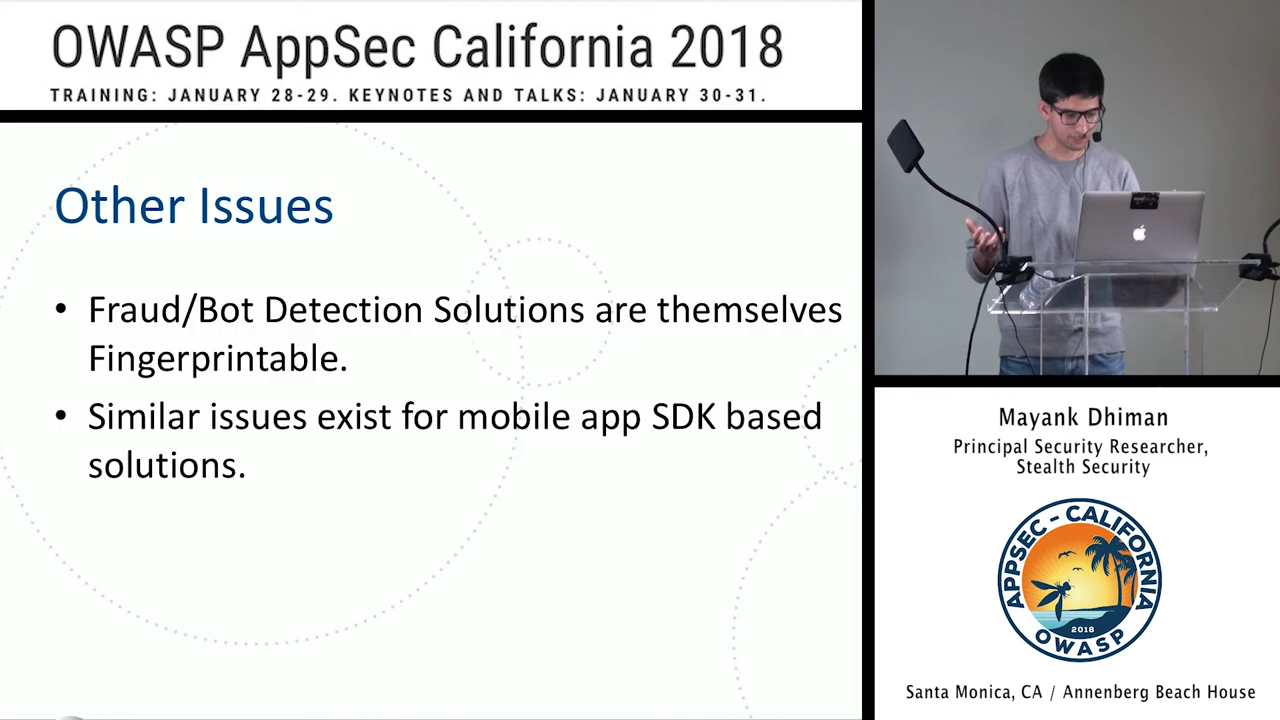 OWASP AppSec California 2018
TRAINING: JANUARY 28-29. KEYNOTES AND TALKS: JANUARY 30-31.
Other Issues
• Fraud/Bot Detection Solutions are themselves
Fingerprintable.
• Similar issues exist for mobile app SDK based
solutions.
Mayank Dhiman
Principal Security Researcher,
Stealth Security
APPSEC - CALIFORNIA
2018
OWASP
Santa Monica, CA / Annenberg Beach House